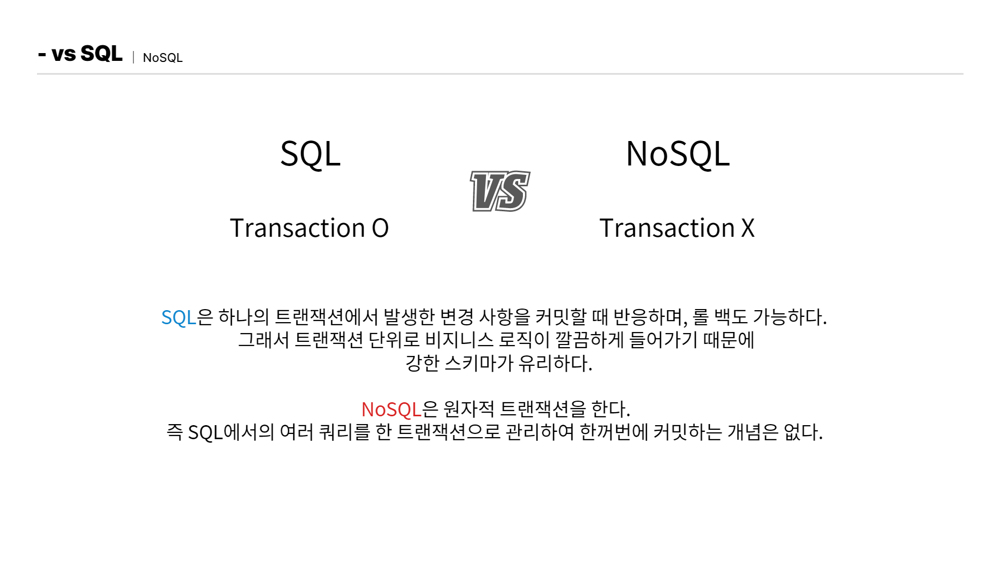 - vs SQL | NoSQL
SQL
NoSQL
VS
Transaction O
Transaction X
SQL은 하나의 트랜잭션에서 발생한 변경 사항을 커밋할 때 반응하며, 롤 백도 가능하다.
그래서 트랜잭션 단위로 비지니스 로직이 깔끔하게 들어가기 때문에
강한 스키마가 유리하다.
NoSQL은 원자적 트랜잭션을 한다.
즉 SQL에서의 여러 쿼리를 한 트랜잭션으로 관리하여 한꺼번에 커밋하는 개념은 없다.